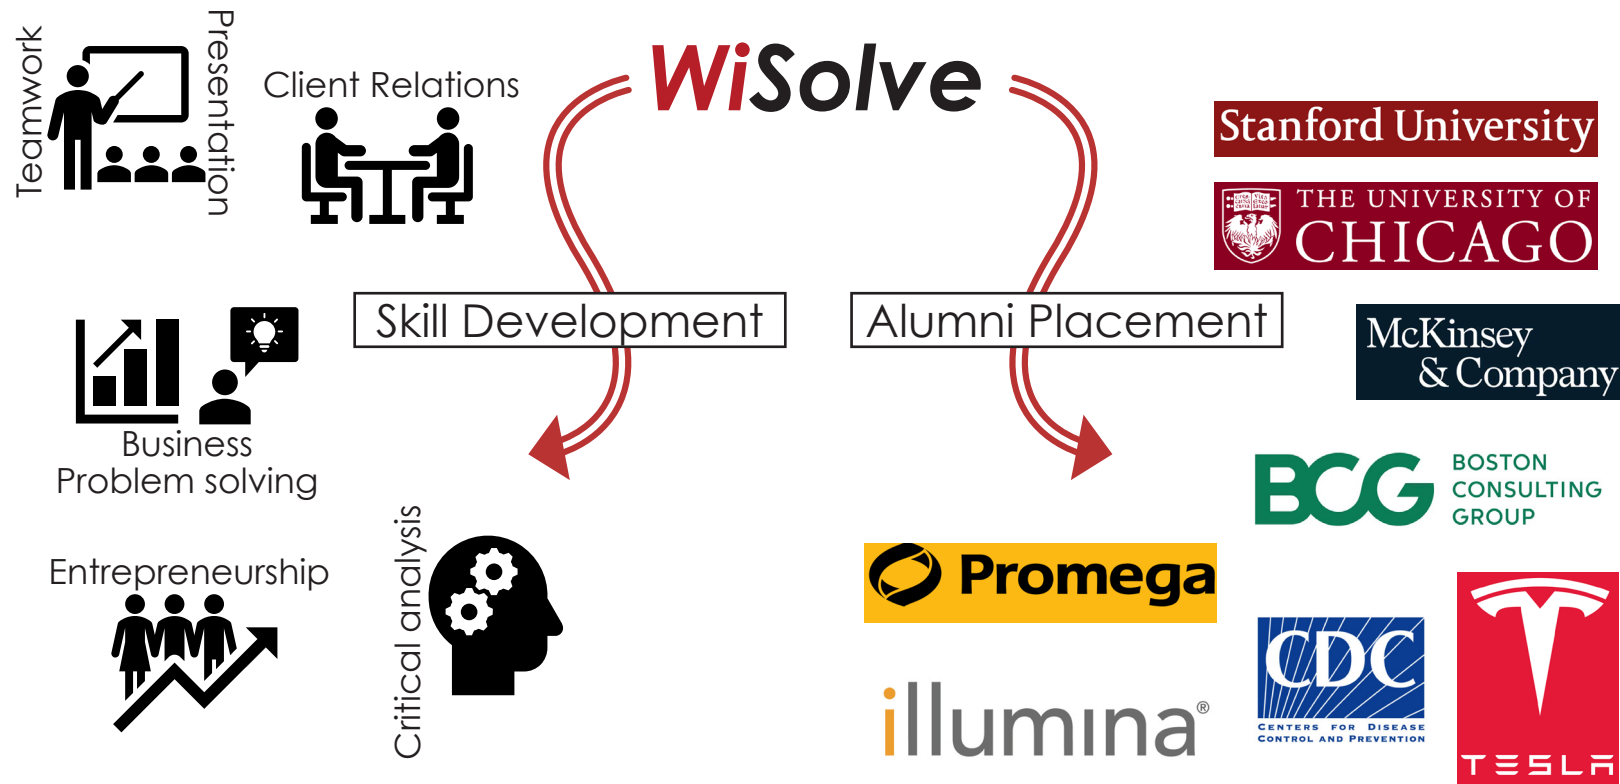 WiSolve
Teamwork
Presentation
Client Relations
Skill Development
Business
Problem solving
Entrepreneurship
Critical analysis
Alumni Placement
Stanford University
THE UNIVERSITY OF
CHICAGO
McKinsey
& Company
BCG
BOSTON
CONSULTING
GROUP
Promega
CDC
CENTERS FOR DISEASE
CONTROL AND PREVENTION
illumina®
TESLA